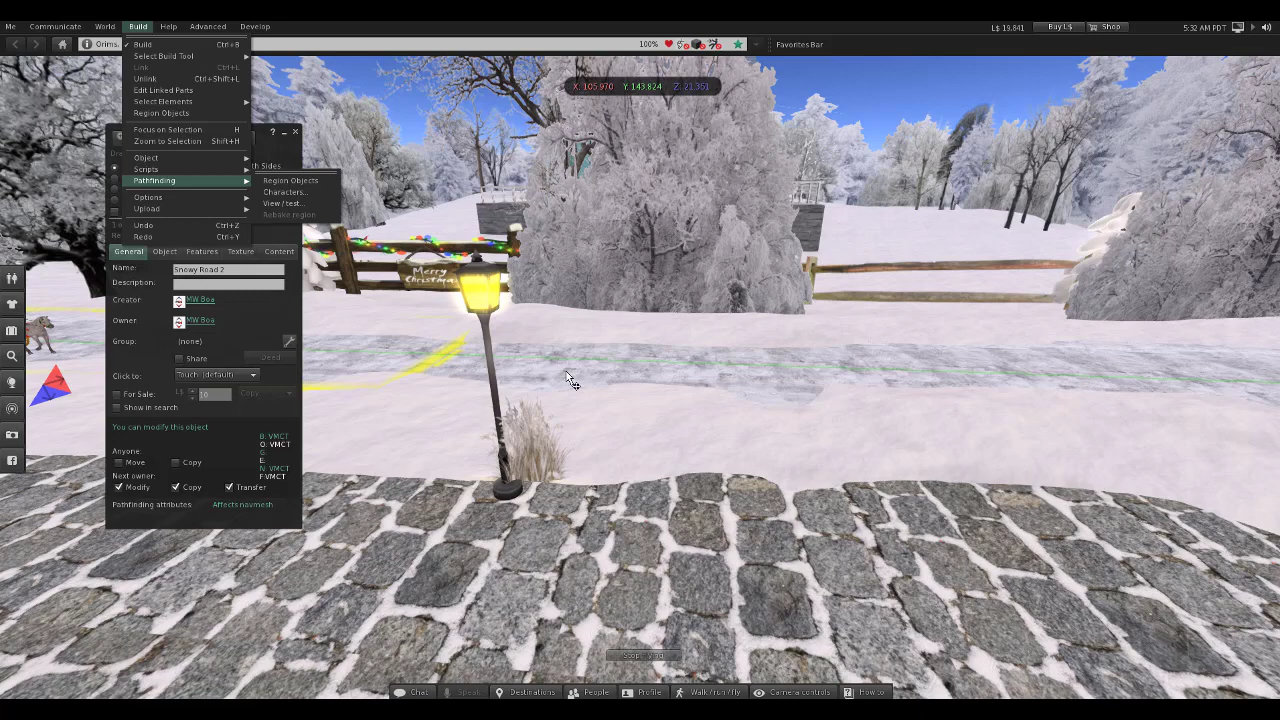 Me Communicate World Build Help Advanced Develop L$ 19,841 Buy L$ Shop 5:32 AM PDT
Orims. 100% Favorites Bar
Build Ctrl+B
Select Build Tool
Link Ctrl+L
Unlink Ctrl+Shift+L
Edit Linked Parts
Select Elements
Region Objects
Focus on Selection H
Zoom to Selection Shift+H
Object
Scripts
Pathfinding
Options
Upload
Undo Ctrl+Z
Redo Ctrl+Y
Region Objects
Characters...
View / test...
Rebake region
X: 105.970 Y: 143.824 Z: 21.351
th Sides
General Object Features Texture Content
Name: Snowy Road 2
Description:
Creator: MW Boa
Owner: MW Boa
Group: (none)
Share Deed
Click to: Touch (default)
For Sale: L$ 10 Copy
Show in search
You can modify this object
B: VMCT
O: VMCT
G:
E:
N: VMCT
F:VMCT
Anyone:
Move Copy
Next owner:
Modify Copy Transfer
Pathfinding attributes Affects navmesh
Merry
Christmas
Chat Speak Destinations People Profile Walk / run / fly Camera controls How to